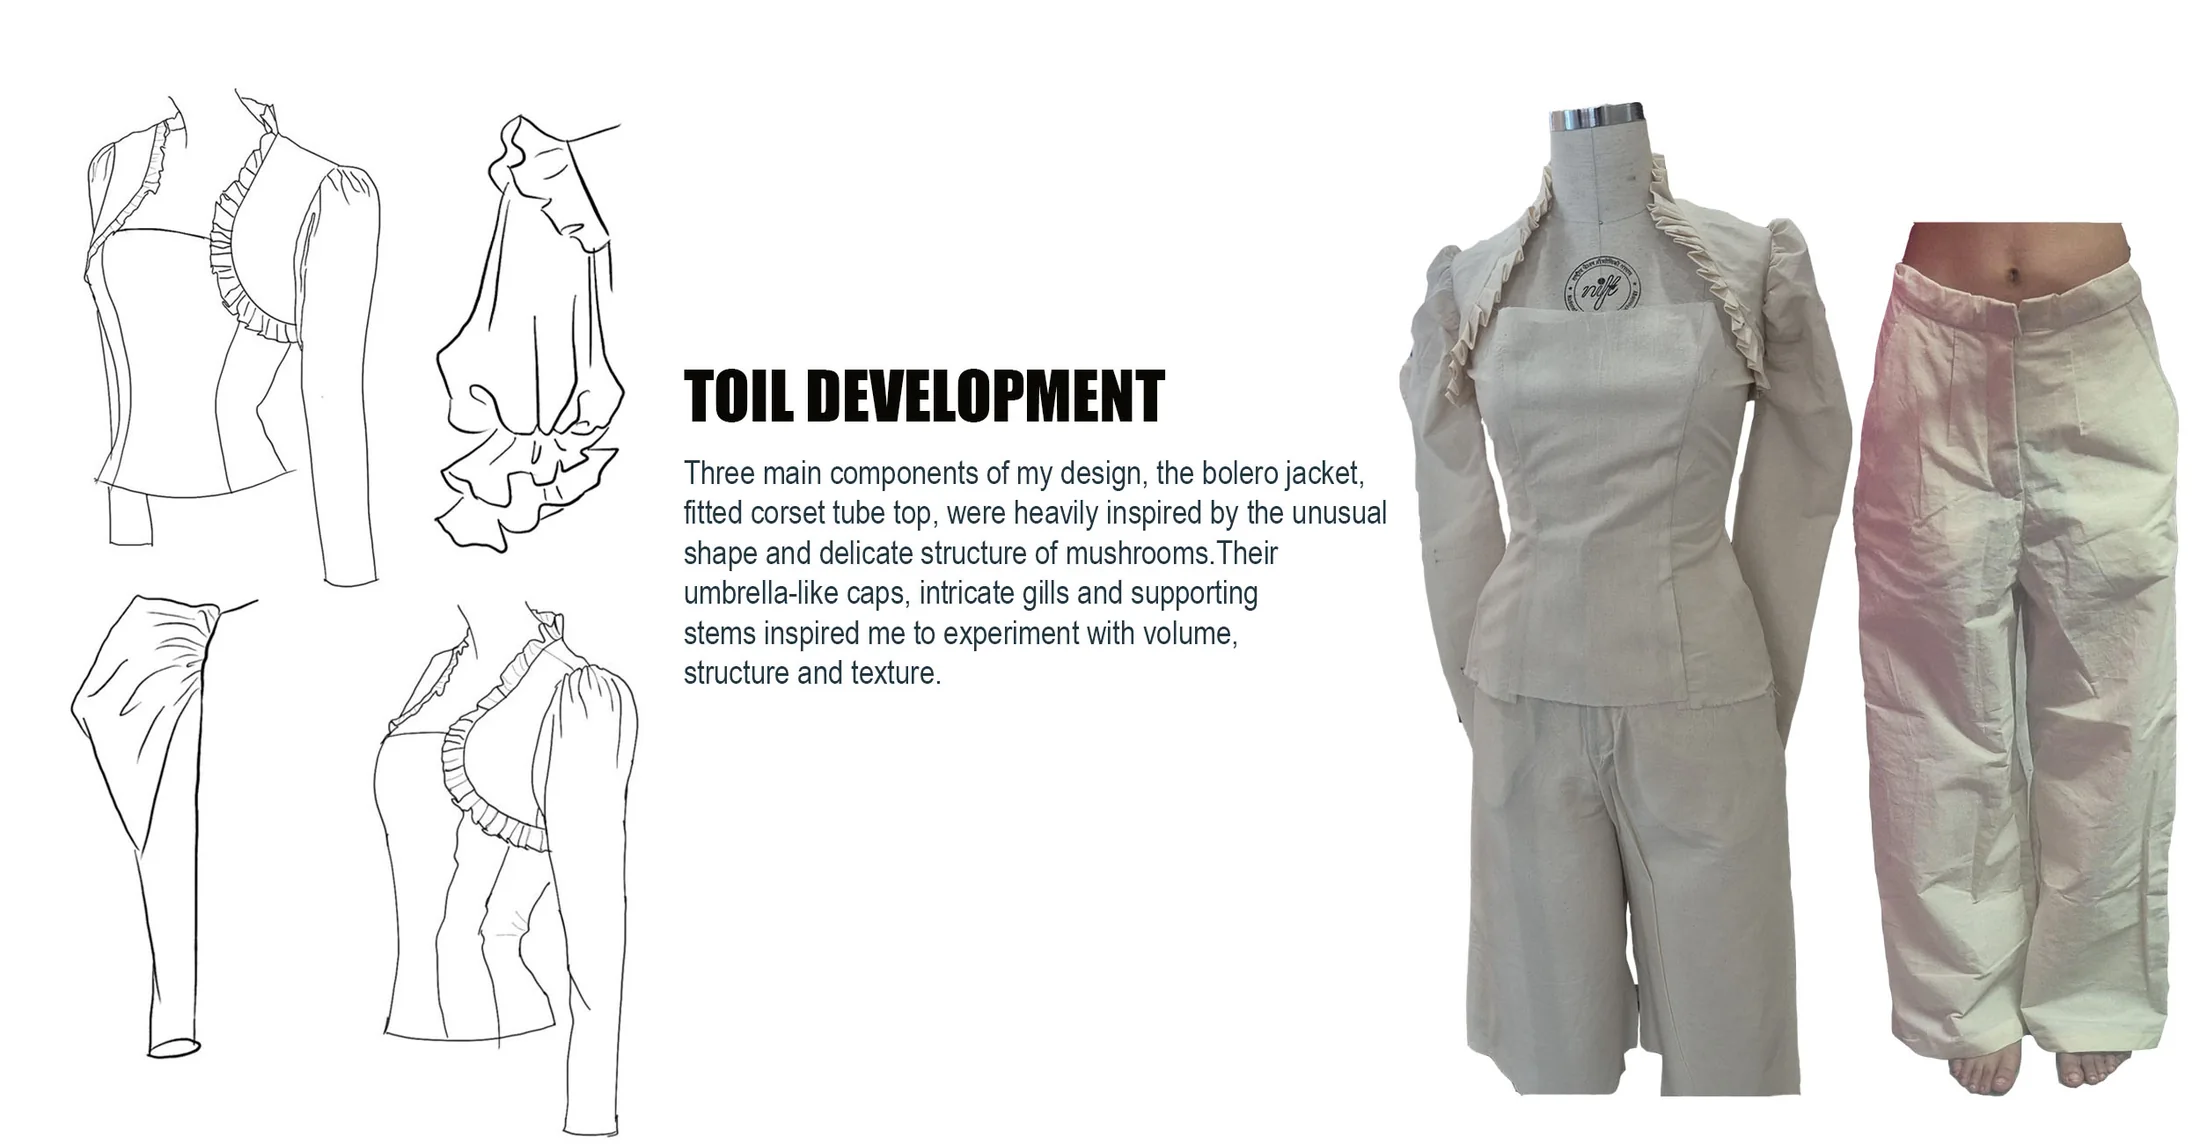 TOIL DEVELOPMENT
Three main components of my design, the bolero jacket,
fitted corset tube top, were heavily inspired by the unusual
shape and delicate structure of mushrooms.Their
umbrella-like caps, intricate gills and supporting
stems inspired me to experiment with volume,
structure and texture.
nift